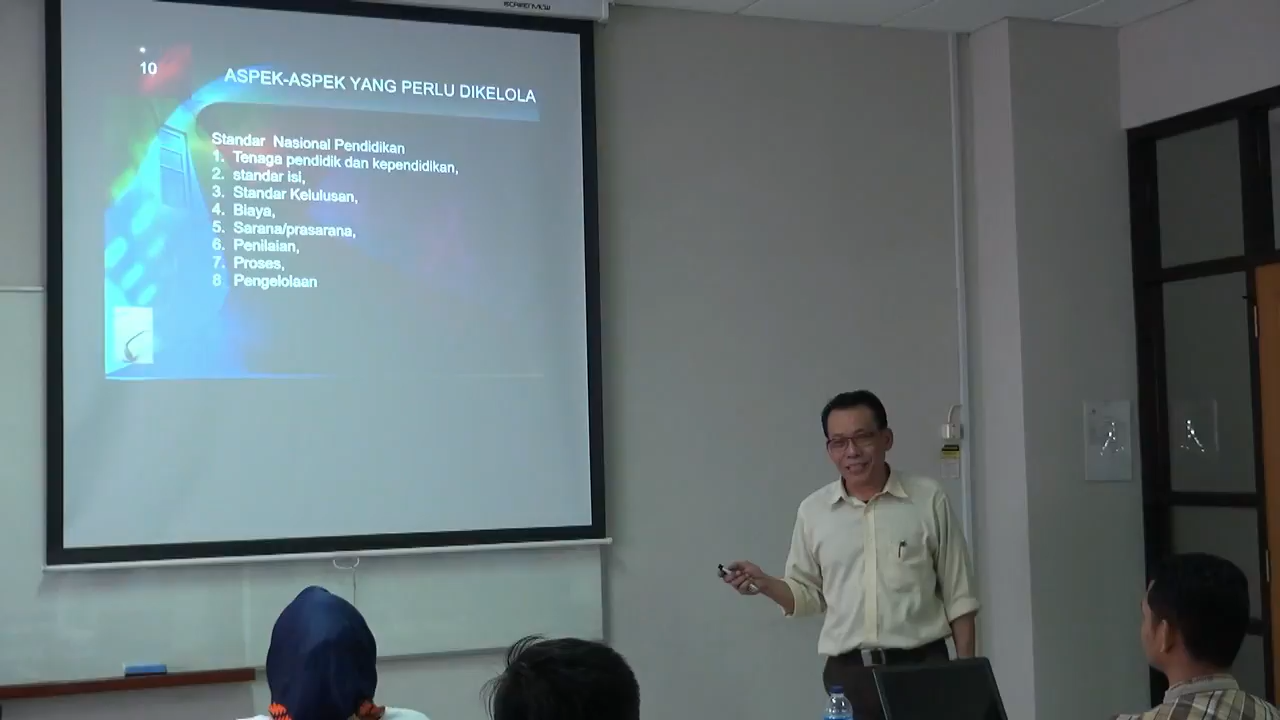 SCREENVIEW
10
ASPEK-ASPEK YANG PERLU DIKELOLA
Standar Nasional Pendidikan
1. Tenaga pendidik dan kependidikan,
2. standar isi,
3. Standar Kelulusan,
4. Biaya,
5. Sarana/prasarana,
6. Penilaian,
7. Proses,
8 Pengelolaan